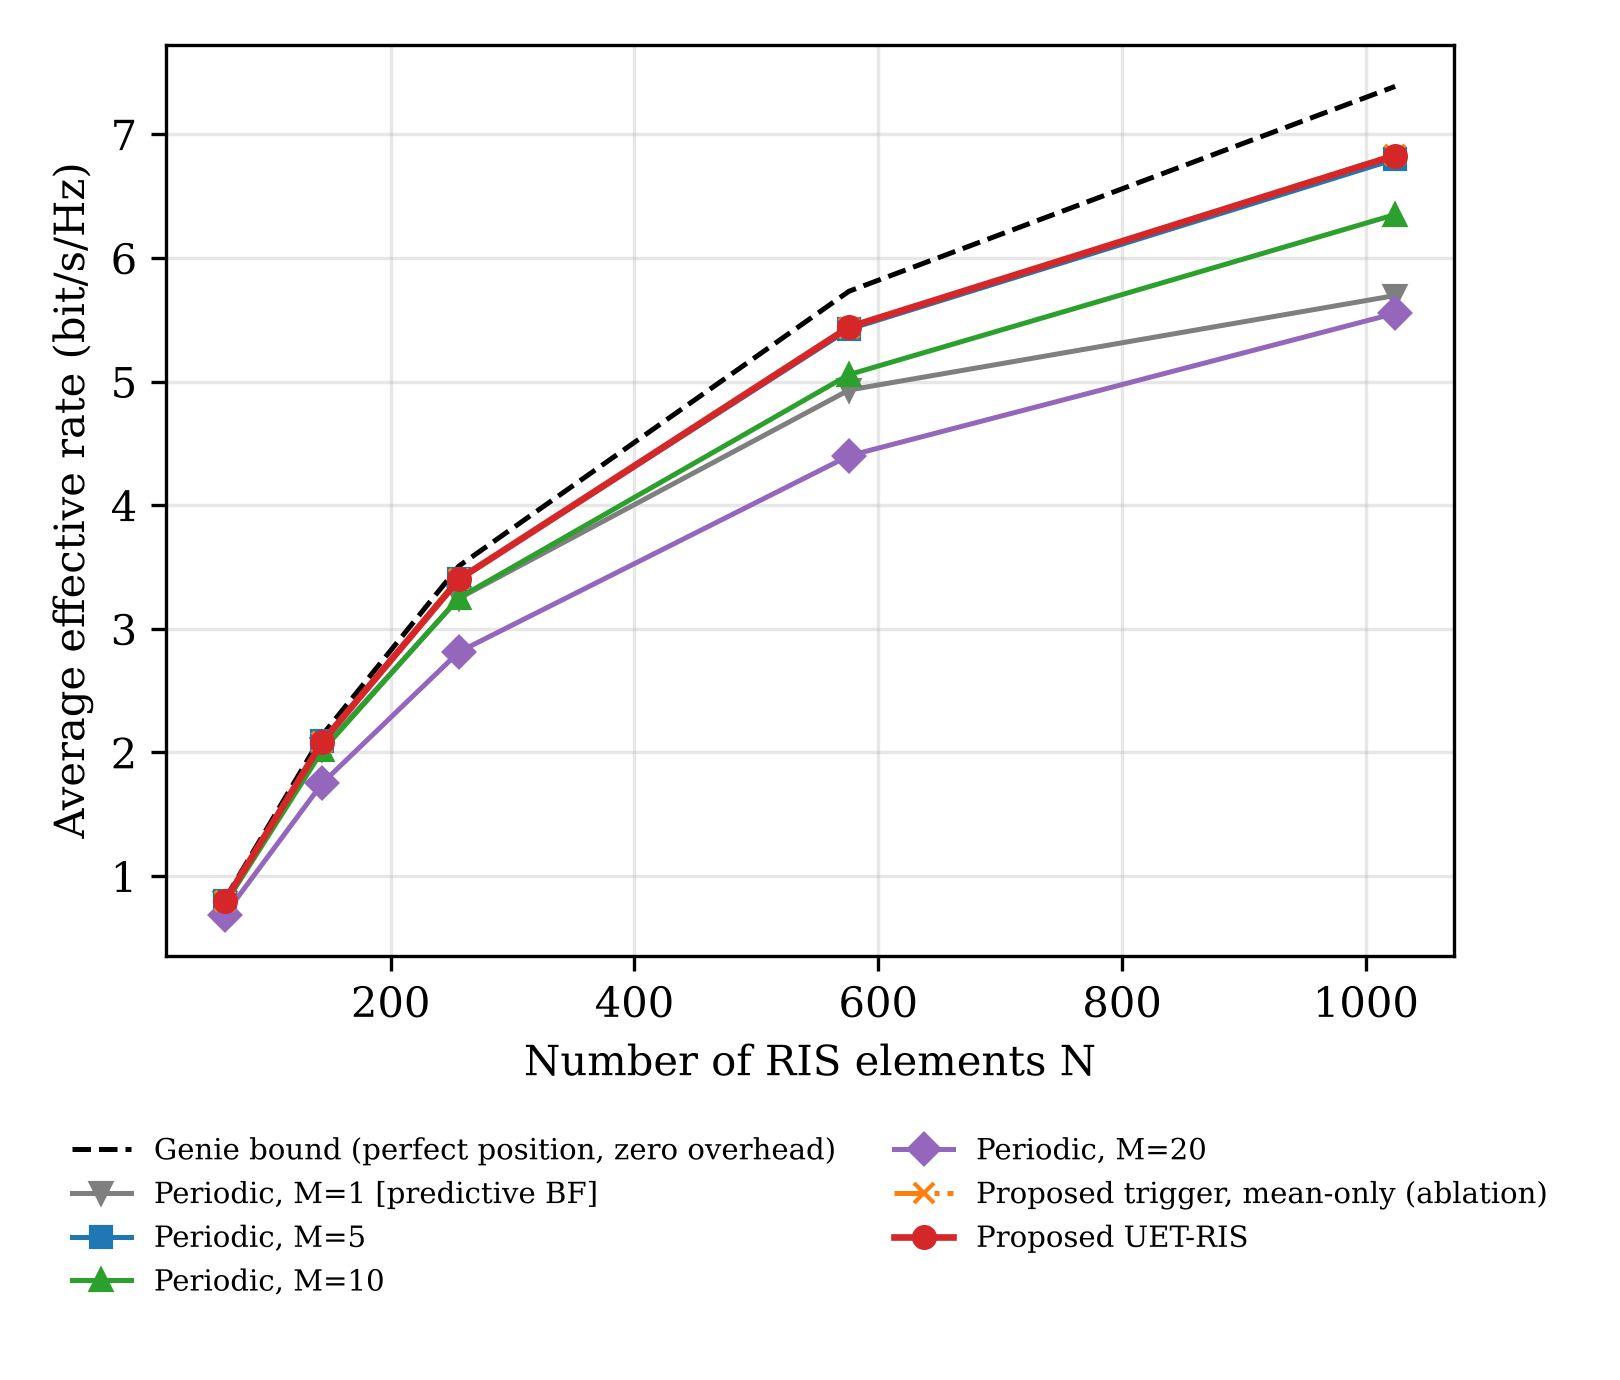 Average effective rate (bit/s/Hz)
7
6
5
4
3
2
1
200 400 600 800 1000
Number of RIS elements N
Genie bound (perfect position, zero overhead)
Periodic, M=1 [predictive BF]
Periodic, M=5
Periodic, M=10
Periodic, M=20
Proposed trigger, mean-only (ablation)
Proposed UET-RIS